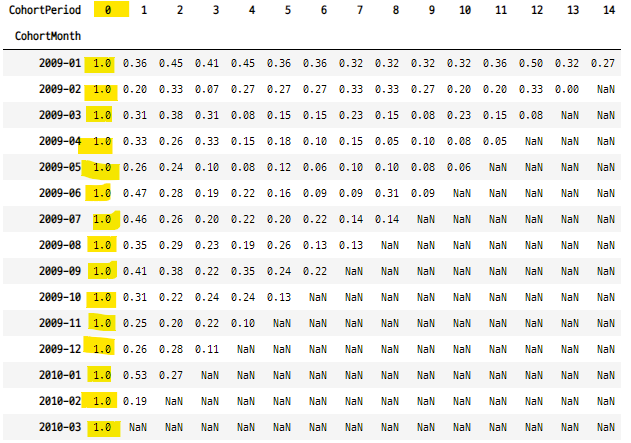 CohortPeriod 0 1 2 3 4 5 6 7 8 9 10 11 12 13 14
CohortMonth
2009-01 1.0 0.36 0.45 0.41 0.45 0.36 0.36 0.32 0.32 0.32 0.32 0.36 0.50 0.32 0.27
2009-02 1.0 0.20 0.33 0.07 0.27 0.27 0.27 0.33 0.33 0.27 0.20 0.20 0.33 0.00 NaN
2009-03 1.0 0.31 0.38 0.31 0.08 0.15 0.15 0.23 0.15 0.08 0.23 0.15 0.08 NaN NaN
2009-04 1.0 0.33 0.26 0.33 0.15 0.18 0.10 0.15 0.05 0.10 0.08 0.05 NaN NaN NaN
2009-05 1.0 0.26 0.24 0.10 0.08 0.12 0.06 0.10 0.10 0.08 0.06 NaN NaN NaN NaN
2009-06 1.0 0.47 0.28 0.19 0.22 0.16 0.09 0.09 0.31 0.09 NaN NaN NaN NaN NaN
2009-07 1.0 0.46 0.26 0.20 0.22 0.20 0.22 0.14 0.14 NaN NaN NaN NaN NaN NaN
2009-08 1.0 0.35 0.29 0.23 0.19 0.26 0.13 0.13 NaN NaN NaN NaN NaN NaN NaN
2009-09 1.0 0.41 0.38 0.22 0.35 0.24 0.22 NaN NaN NaN NaN NaN NaN NaN NaN
2009-10 1.0 0.31 0.22 0.24 0.24 0.13 NaN NaN NaN NaN NaN NaN NaN NaN NaN
2009-11 1.0 0.25 0.20 0.22 0.10 NaN NaN NaN NaN NaN NaN NaN NaN NaN NaN
2009-12 1.0 0.26 0.28 0.11 NaN NaN NaN NaN NaN NaN NaN NaN NaN NaN NaN
2010-01 1.0 0.53 0.27 NaN NaN NaN NaN NaN NaN NaN NaN NaN NaN NaN NaN
2010-02 1.0 0.19 NaN NaN NaN NaN NaN NaN NaN NaN NaN NaN NaN NaN NaN
2010-03 1.0 NaN NaN NaN NaN NaN NaN NaN NaN NaN NaN NaN NaN NaN NaN